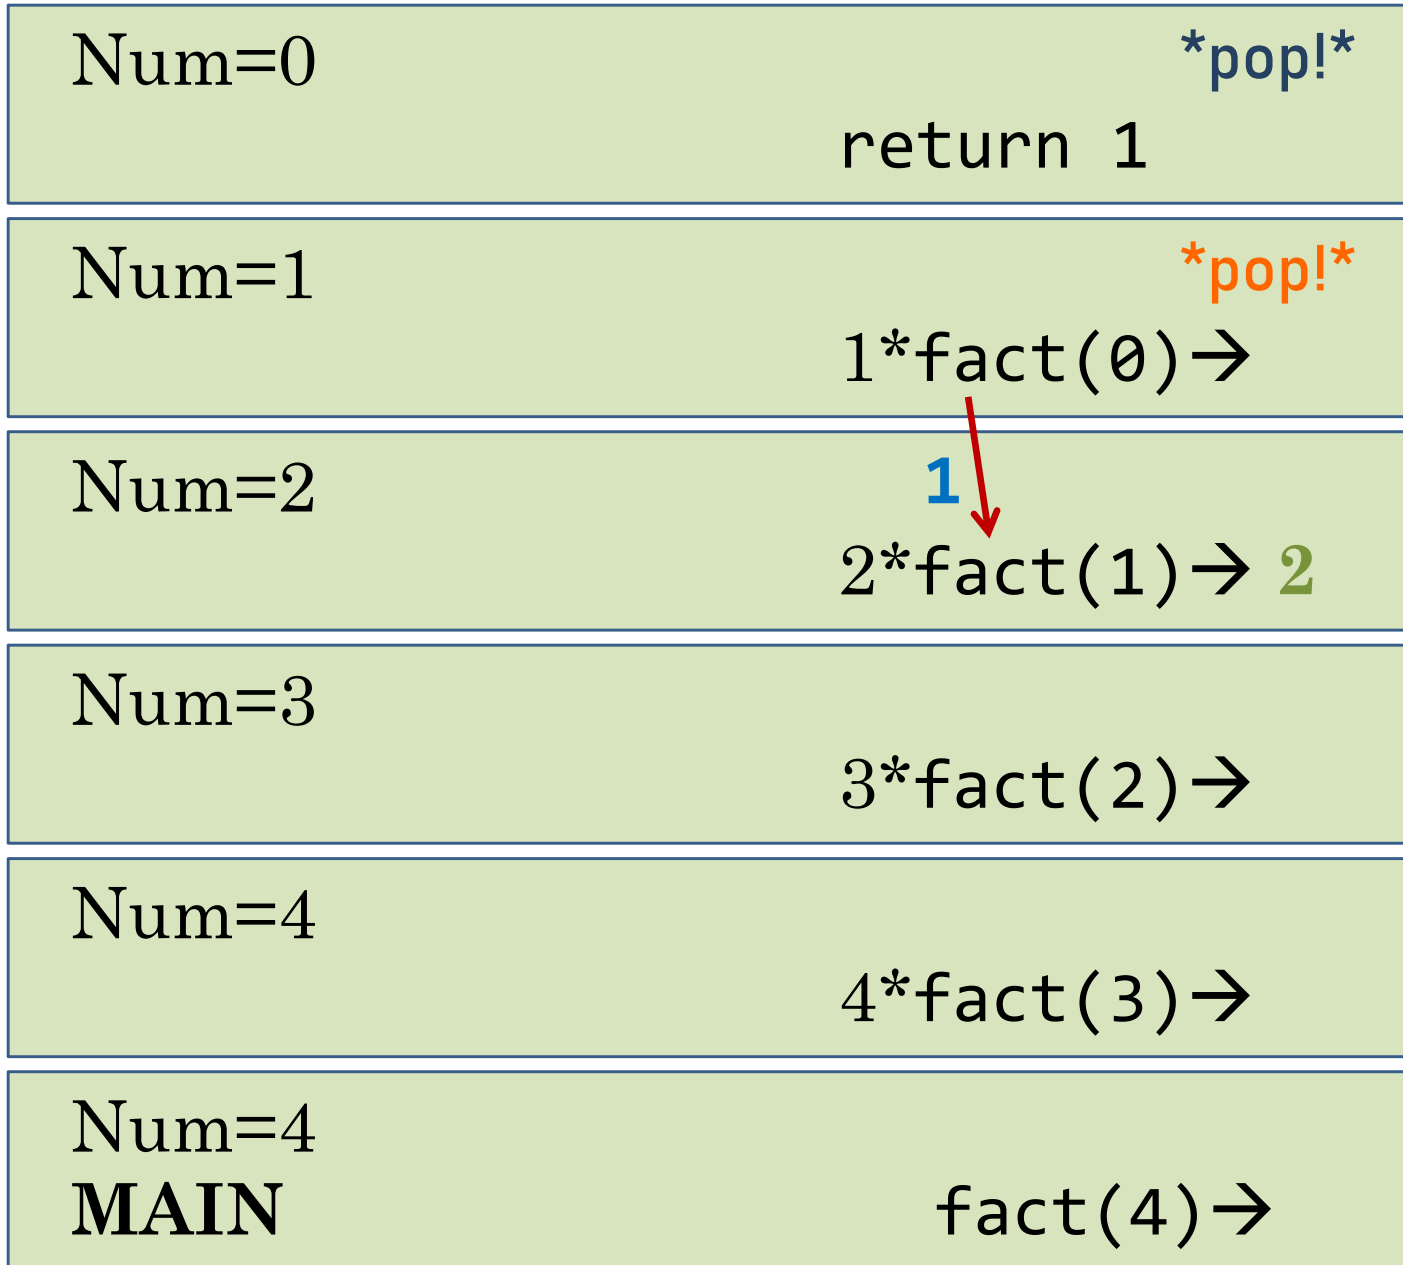 Num=0 *pop!*
return 1
Num=1 *pop!*
1*fact(0)→
Num=2 1
2*fact(1)→ 2
Num=3
3*fact(2)→
Num=4
4*fact(3)→
Num=4
MAIN fact(4)→